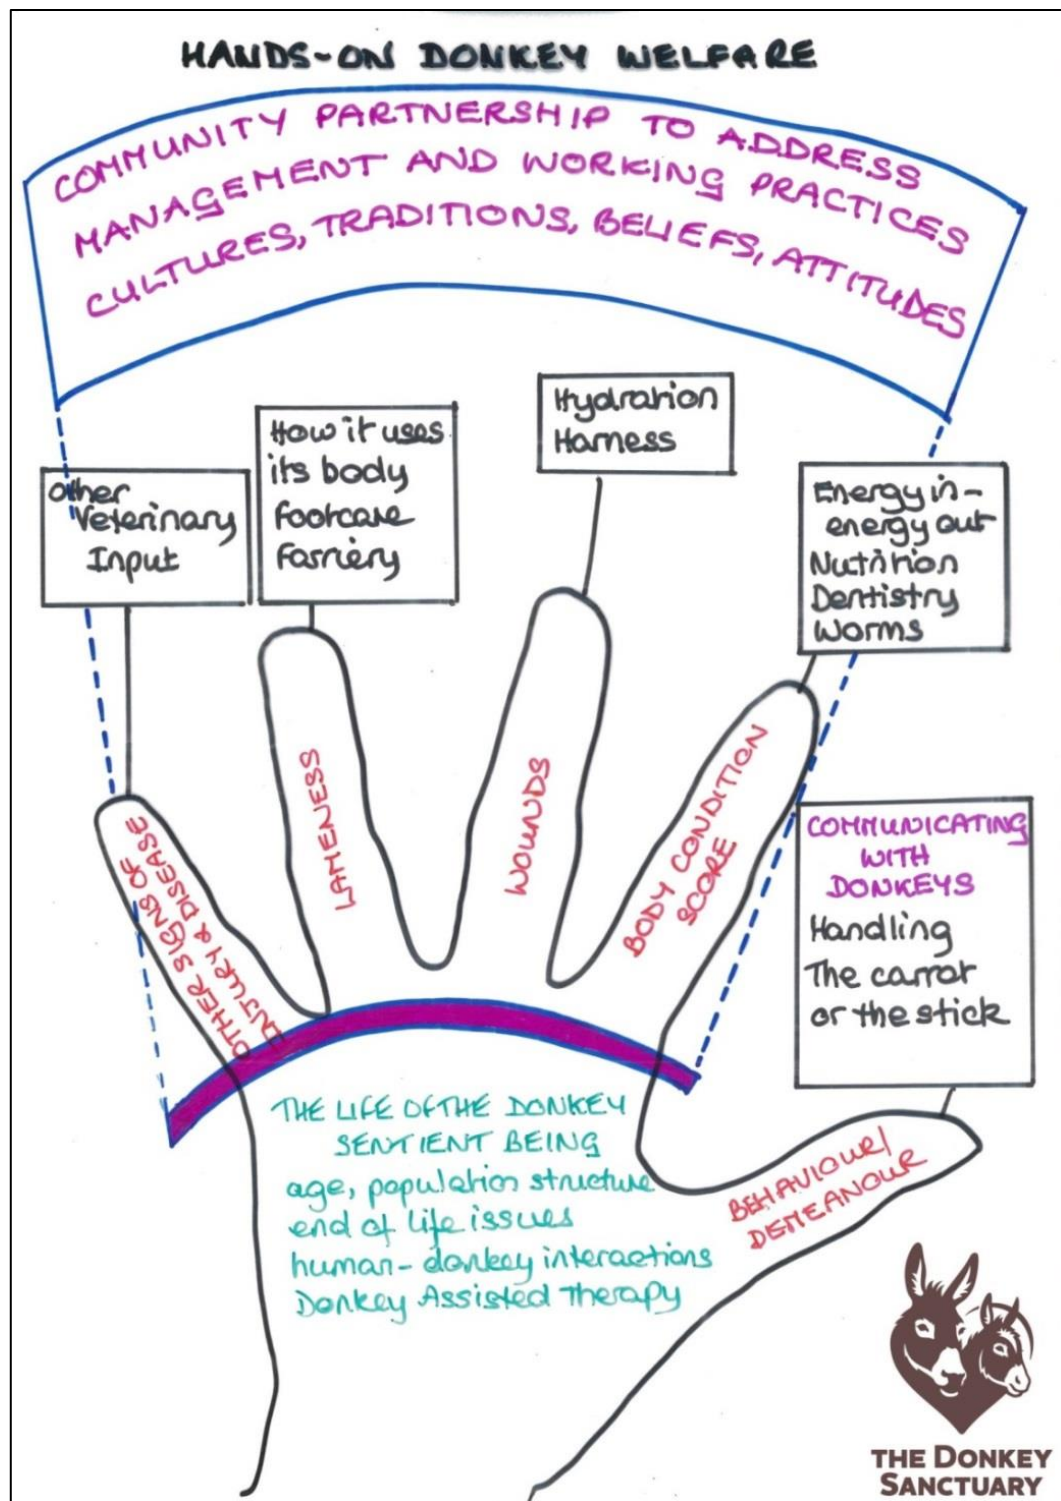 HANDS-ON DONKEY WELFARE
COMMUNITY PARTNERSHIP TO ADDRESS
MANAGEMENT AND WORKING PRACTICES
CULTURES, TRADITIONS, BELIEFS, ATTITUDES
Other
Veterinary
Input
How it uses
its body
Footcare
Farriery
Hydration
Harness
Energy in-
energy out
Nutrition
Dentistry
Worms
OTHER SIGNS OF
INJURY & DISEASE
LAMENESS
WOUNDS
BODY CONDITION
SCORE
COMMUNICATING
WITH
DONKEYS
Handling
The carrot
or the stick
BEHAVIOUR/
DEMEANOUR
THE LIFE OF THE DONKEY
SENTIENT BEING
age, population structure
end of life issues
human-donkey interactions
Donkey Assisted Therapy
THE DONKEY
SANCTUARY